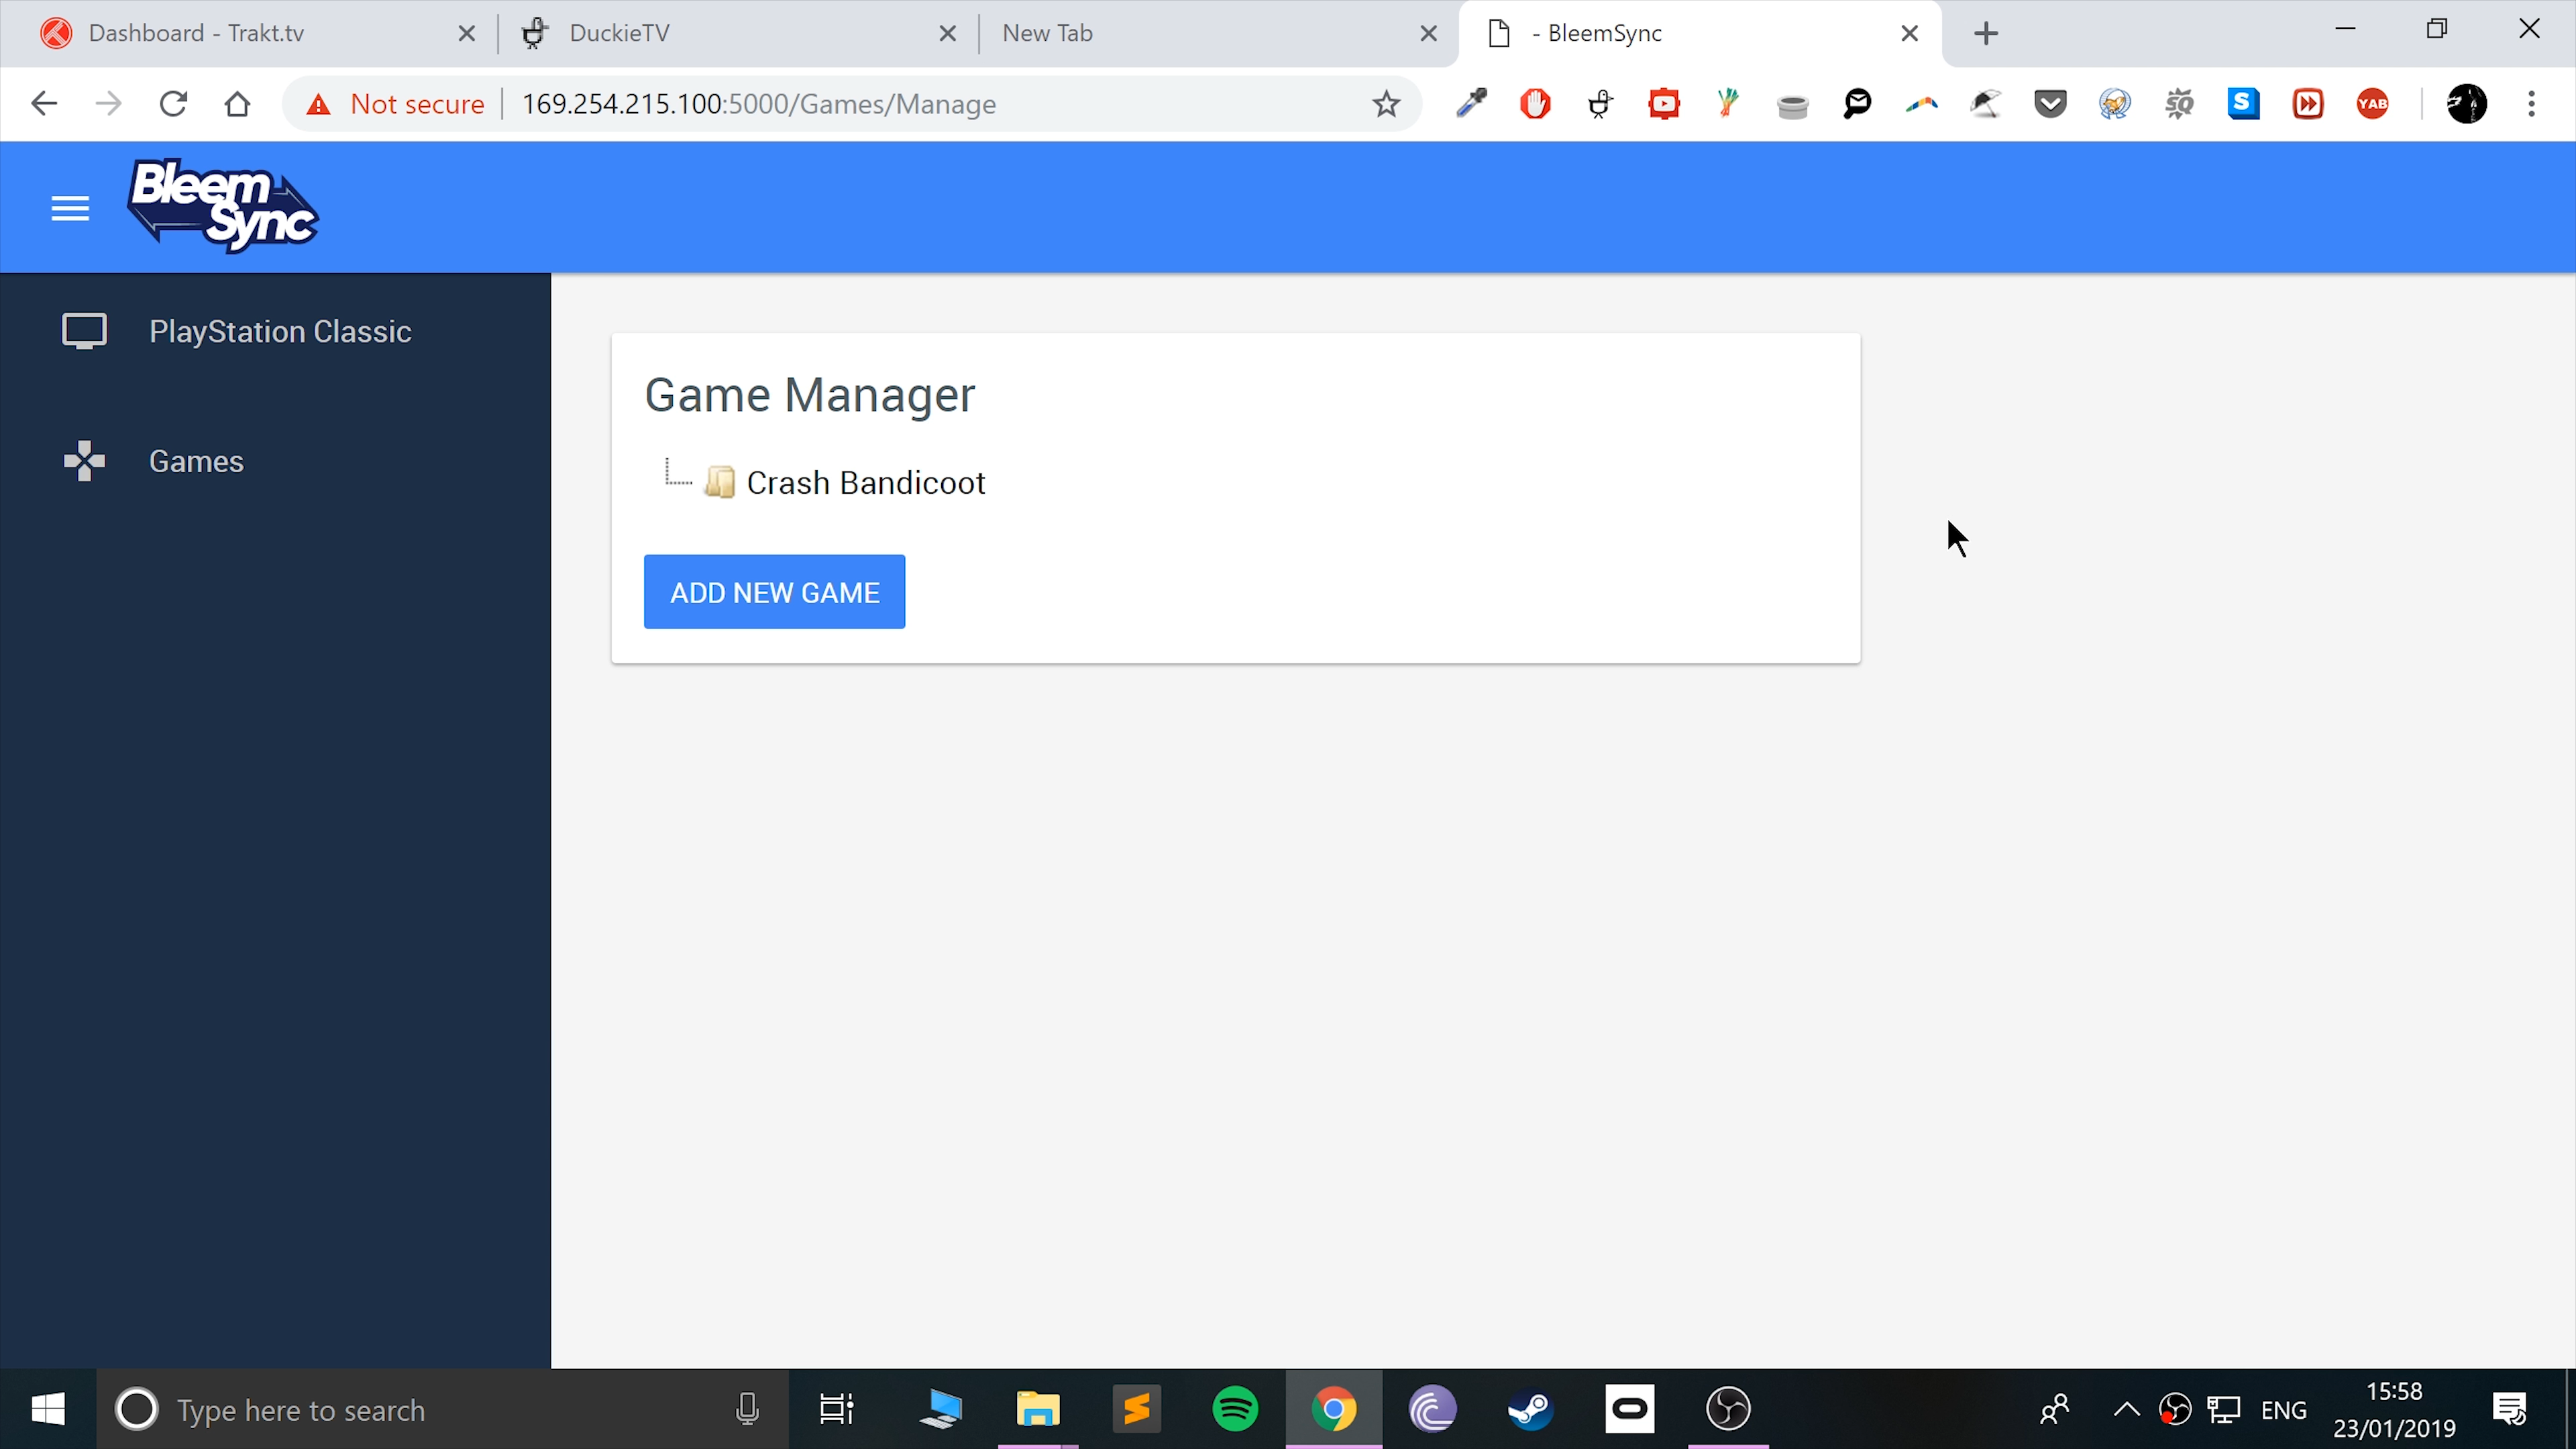 Dashboard - Trakt.tv
DuckieTV
New Tab
- BleemSync
Not secure
169.254.215.100:5000/Games/Manage
S
YAB
Bleem
Sync
PlayStation Classic
Games
Game Manager
Crash Bandicoot
ADD NEW GAME
Type here to search
ENG
15:58
23/01/2019